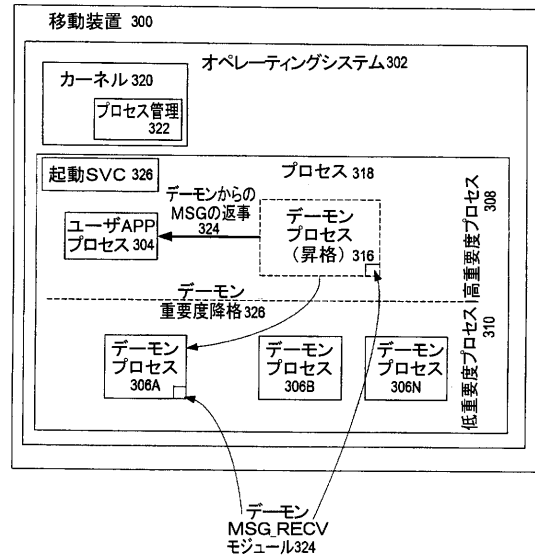 移動装置 300
オペレーティングシステム302
カーネル 320
プロセス管理
322
起動SVC 326
プロセス 318
デーモンからの
MSGの返事
324
ユーザAPP
プロセス 304
デーモン
プロセス
(昇格)316
高重要度プロセス
308
デーモン
重要度降格326
低重要度プロセス
310
デーモン
プロセス
306A
デーモン
プロセス
306B
デーモン
プロセス
306N
デーモン
MSG_RECV
モジュール324